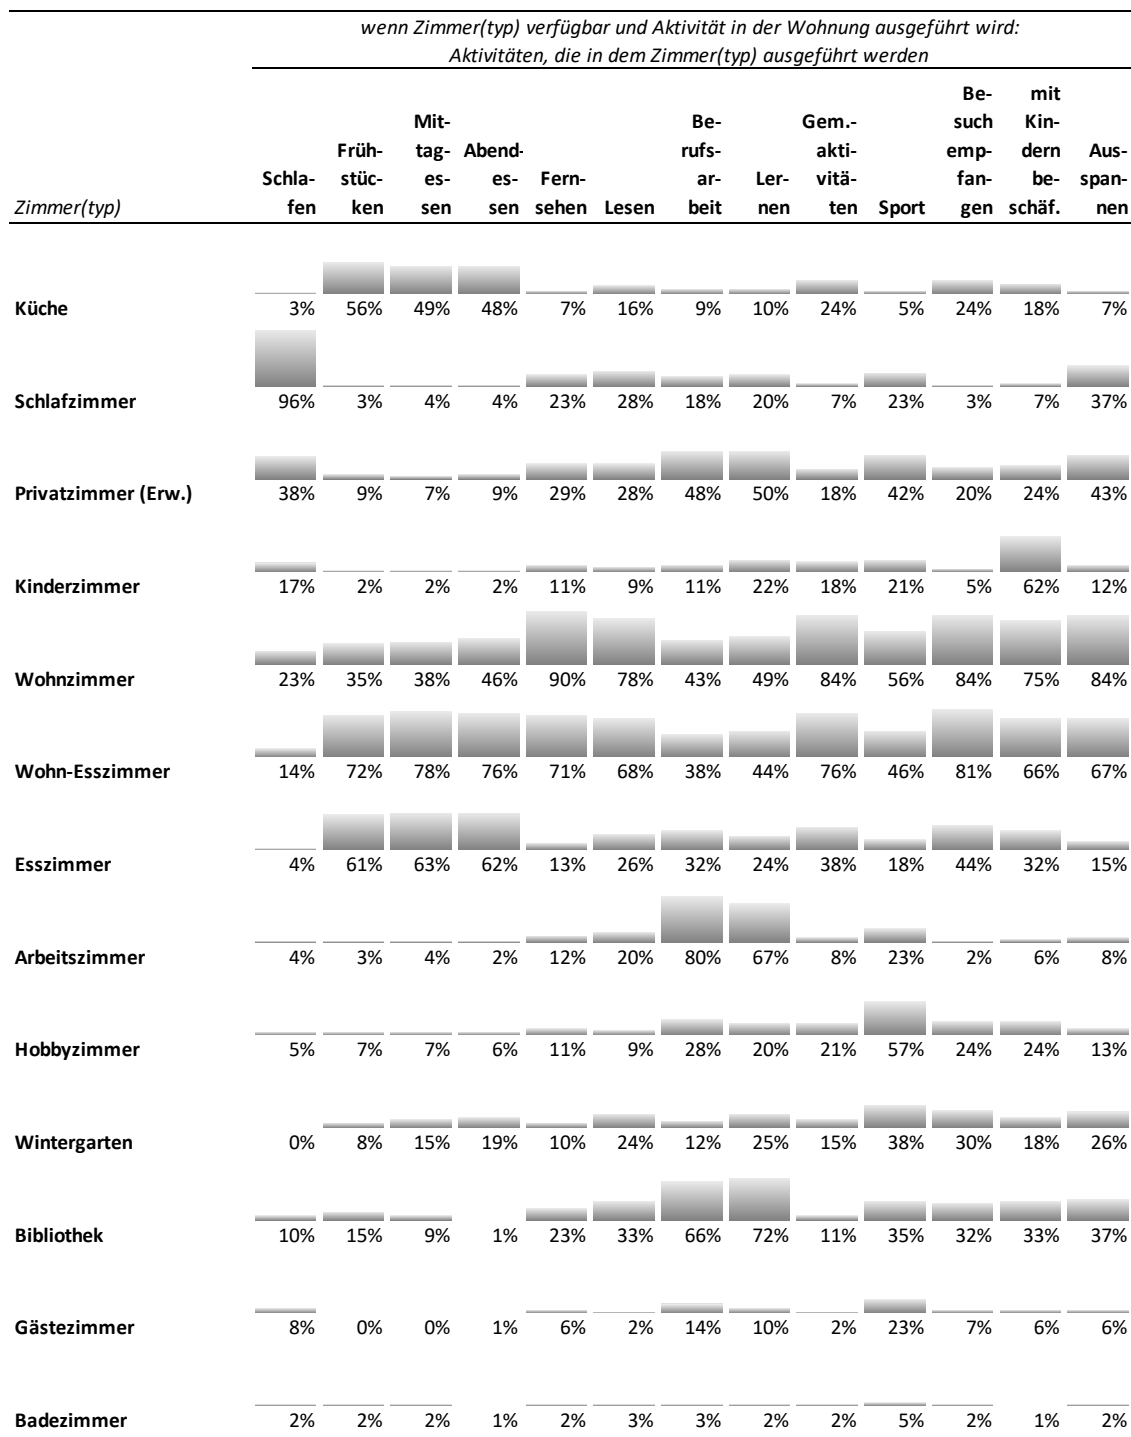 wenn Zimmer(typ) verfügbar und Aktivität in der Wohnung ausgeführt wird:
Aktivitäten, die in dem Zimmer(typ) ausgeführt werden
Be- mit
Mit- Be- Gem.- such Kin-
Früh- tag- Abend- rufs- akti- emp- dern Aus-
Schla- stüc- es- es- Fern- ar- Ler- vitä- fan- be- span-
Zimmer(typ) fen ken sen sen sehen Lesen beit nen ten Sport gen schäf. nen
Küche 3% 56% 49% 48% 7% 16% 9% 10% 24% 5% 24% 18% 7%
Schlafzimmer 96% 3% 4% 4% 23% 28% 18% 20% 7% 23% 3% 7% 37%
Privatzimmer (Erw.) 38% 9% 7% 9% 29% 28% 48% 50% 18% 42% 20% 24% 43%
Kinderzimmer 17% 2% 2% 2% 11% 9% 11% 22% 18% 21% 5% 62% 12%
Wohnzimmer 23% 35% 38% 46% 90% 78% 43% 49% 84% 56% 84% 75% 84%
Wohn-Esszimmer 14% 72% 78% 76% 71% 68% 38% 44% 76% 46% 81% 66% 67%
Esszimmer 4% 61% 63% 62% 13% 26% 32% 24% 38% 18% 44% 32% 15%
Arbeitszimmer 4% 3% 4% 2% 12% 20% 80% 67% 8% 23% 2% 6% 8%
Hobbyzimmer 5% 7% 7% 6% 11% 9% 28% 20% 21% 57% 24% 24% 13%
Wintergarten 0% 8% 15% 19% 10% 24% 12% 25% 15% 38% 30% 18% 26%
Bibliothek 10% 15% 9% 1% 23% 33% 66% 72% 11% 35% 32% 33% 37%
Gästezimmer 8% 0% 0% 1% 6% 2% 14% 10% 2% 23% 7% 6% 6%
Badezimmer 2% 2% 2% 1% 2% 3% 3% 2% 2% 5% 2% 1% 2%